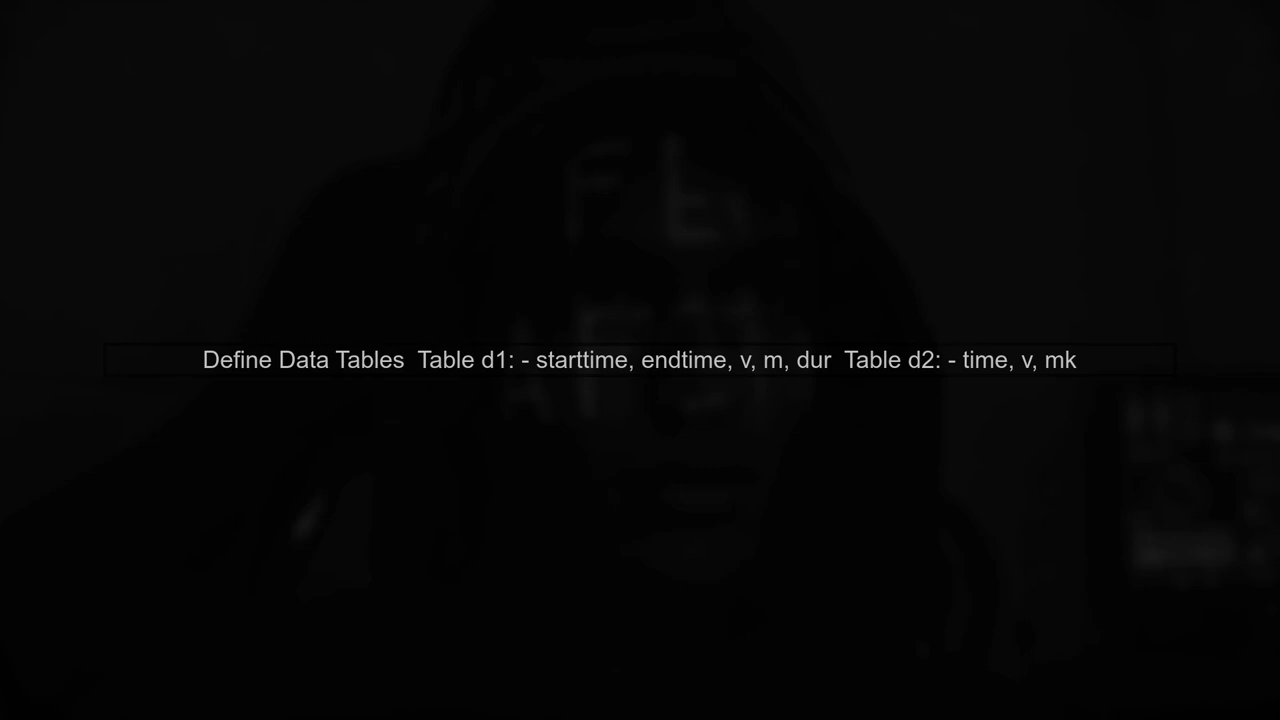 Define Data Tables  Table d1: - starttime, endtime, v, m, dur  Table d2: - time, v, mk